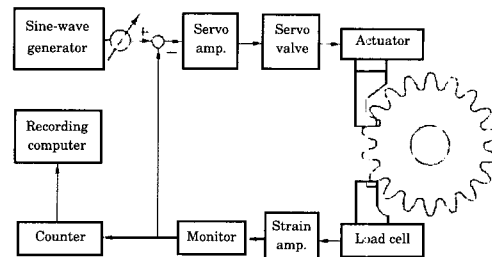 Sine-wave
generator
+
−
Servo
amp.
Servo
valve
Actuator
Recording
computer
Counter
Monitor
Strain
amp.
Load cell